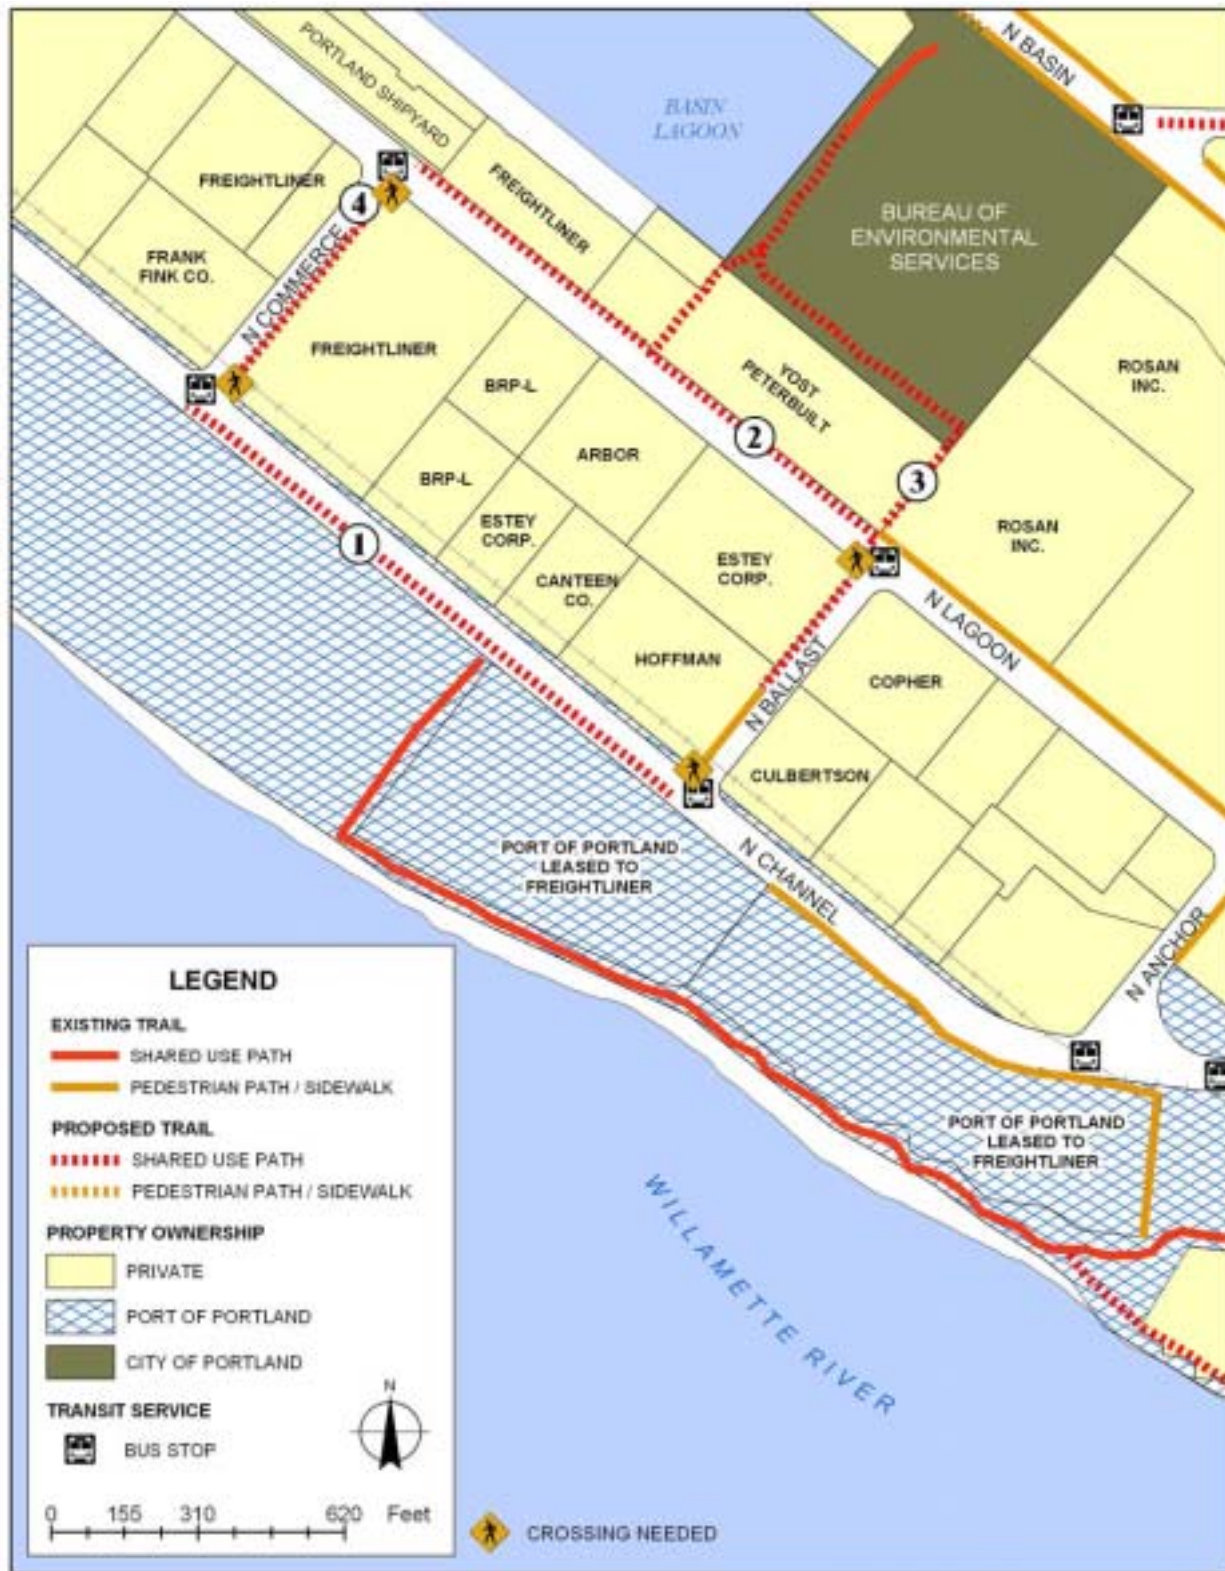 PORTLAND SHIPYARD
BASIN
LAGOON
N BASIN
FREIGHTLINER
4
FREIGHTLINER
BUREAU OF
ENVIRONMENTAL
SERVICES
FRANK
FINK CO.
N COMMERCE
FREIGHTLINER
BRP-L
YOST
PETERBUILT
ROSAN
INC.
2
ARBOR
BRP-L
3
ESTEY
CORP.
ROSAN
INC.
1
CANTEEN
CO.
ESTEY
CORP.
N LAGOON
HOFFMAN
N BALLAST
COPHER
CULBERTSON
PORT OF PORTLAND
LEASED TO
FREIGHTLINER
N CHANNEL
N ANCHOR
PORT OF PORTLAND
LEASED TO
FREIGHTLINER
WILLAMETTE RIVER
LEGEND
EXISTING TRAIL
SHARED USE PATH
PEDESTRIAN PATH / SIDEWALK
PROPOSED TRAIL
SHARED USE PATH
PEDESTRIAN PATH / SIDEWALK
PROPERTY OWNERSHIP
PRIVATE
PORT OF PORTLAND
CITY OF PORTLAND
TRANSIT SERVICE
BUS STOP
N
0 155 310 620 Feet
CROSSING NEEDED